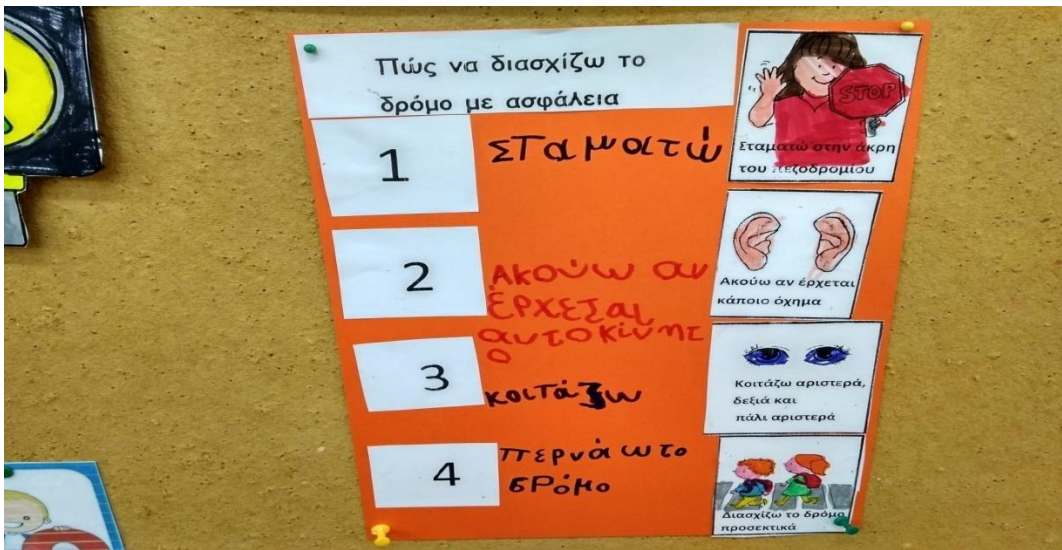 Πώς να διασχίζω το
δρόμο με ασφάλεια
1
σταματώ
STOP
Σταματώ στην άκρη
του πεζοδρομίου
2
Ακούω αν
έρχεται
αυτοκίνητ
ο
Ακούω αν έρχεται
κάποιο όχημα
3
κοιτάζω
Κοιτάζω αριστερά,
δεξιά και
πάλι αριστερά
4
περνάω το
δρόμο
Διασχίζω το δρόμο
προσεκτικά